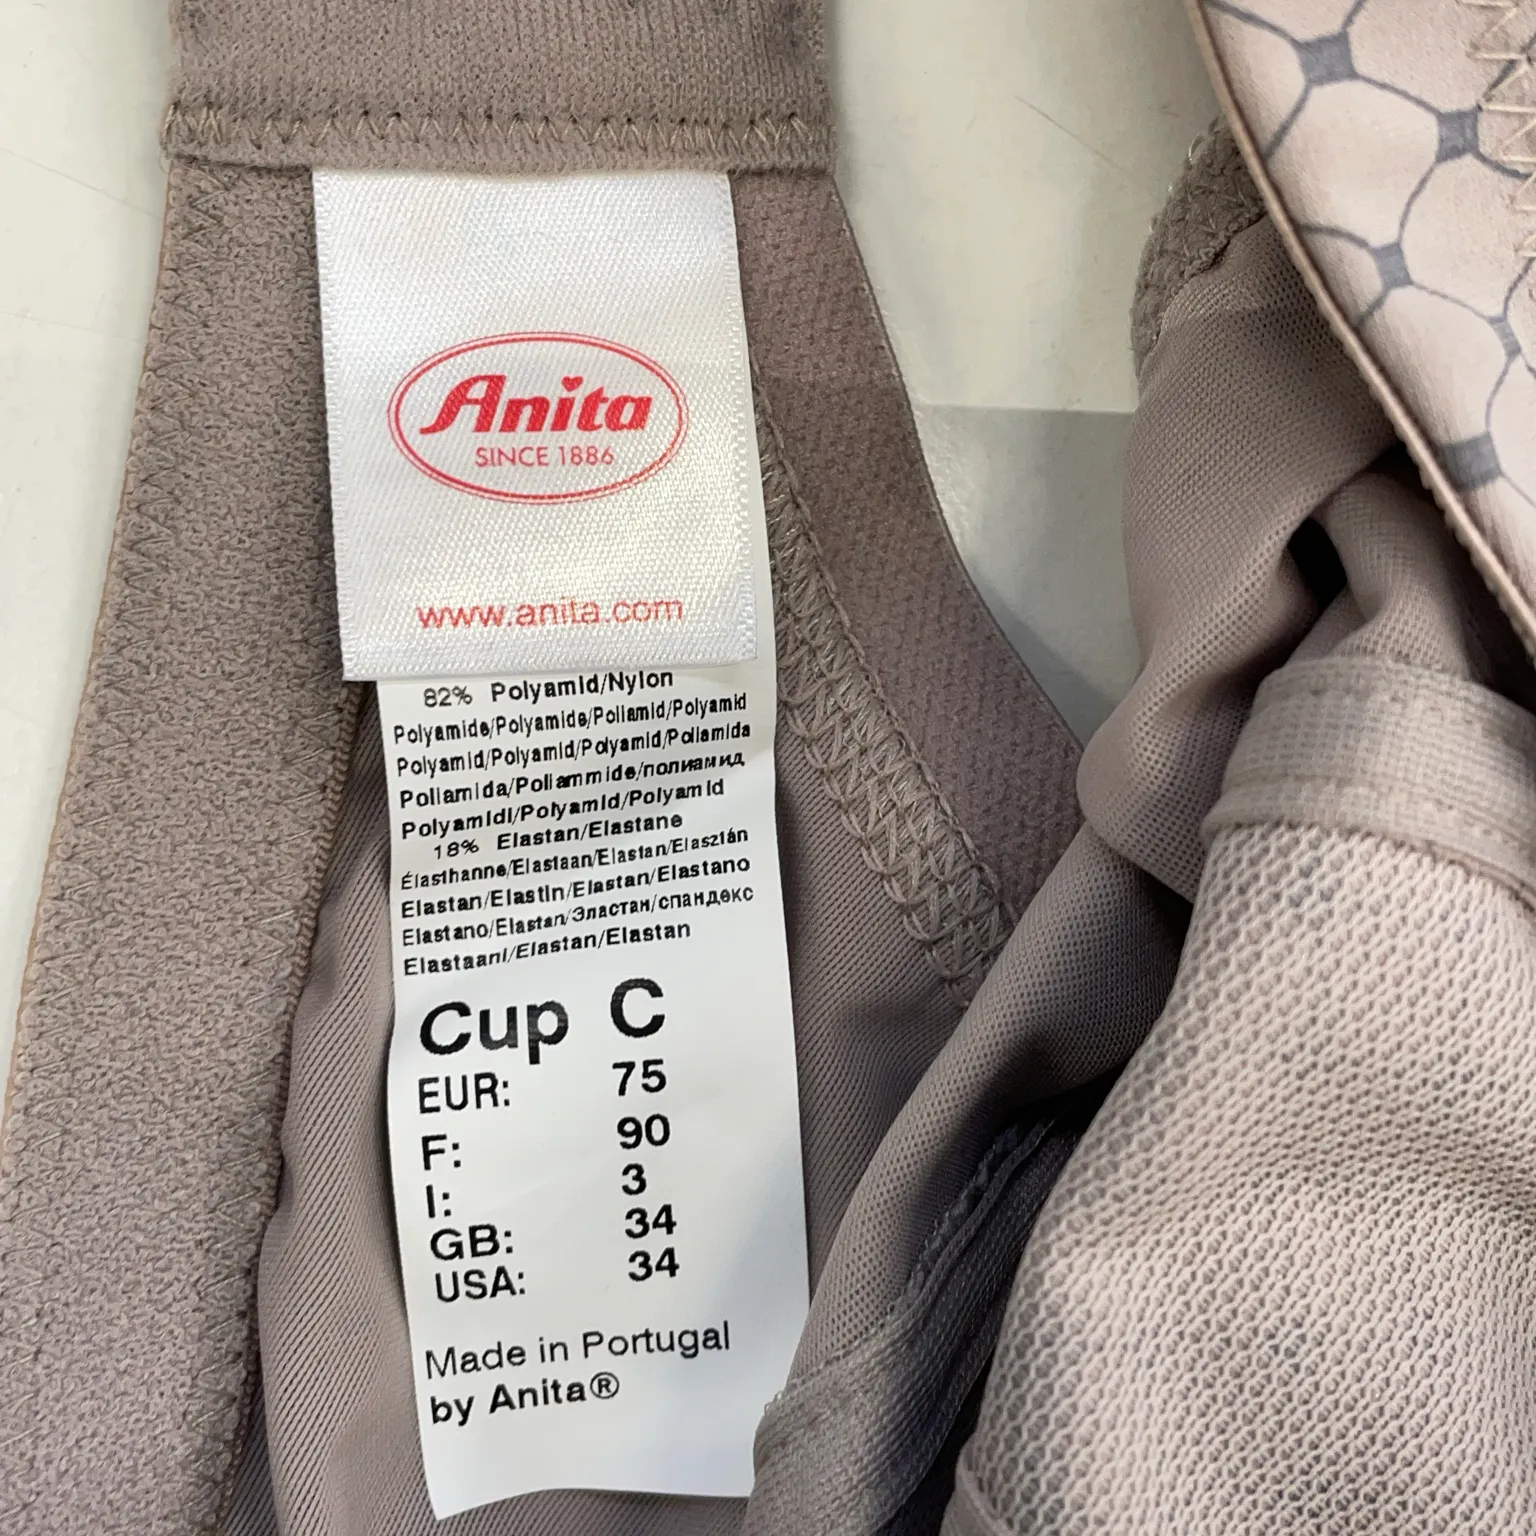 Anita
SINCE 1886
www.anita.com
82% Polyamid/Nylon
Polyamide/Polyamide/Poliamid/Polyamid
Polyamid/Polyamid/Polyamid/Poliamida
Poliamida/Poliammide/полиамид
Polyamidi/Polyamid/Polyamid
18% Elastan/Elastane
Élasthanne/Elastaan/Elastan/Elasztán
Elastan/Elastin/Elastan/Elastano
Elastano/Elastan/Эластан/спандекс
Elastaani/Elastan/Elastan
Cup C
EUR: 75
F: 90
I: 3
GB: 34
USA: 34
Made in Portugal
by Anita®